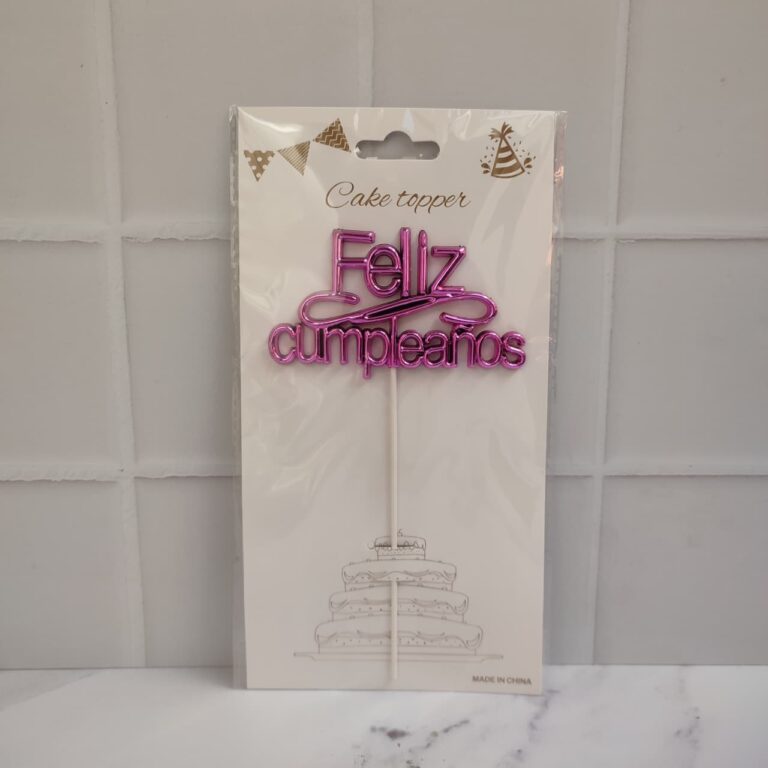 Cake topper
Feliz
cumpleaños
MADE IN CHINA